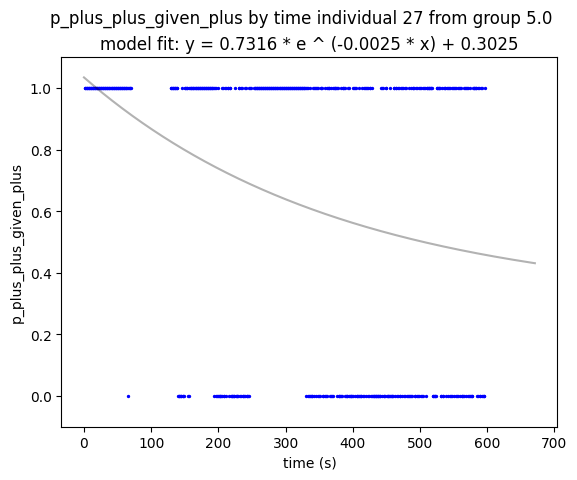 p_plus_plus_given_plus by time individual 27 from group 5.0
model fit: y = 0.7316 * e ^ (-0.0025 * x) + 0.3025
1.0
0.8
0.6
0.4
0.2
0.0
p_plus_plus_given_plus
0 100 200 300 400 500 600 700
time (s)